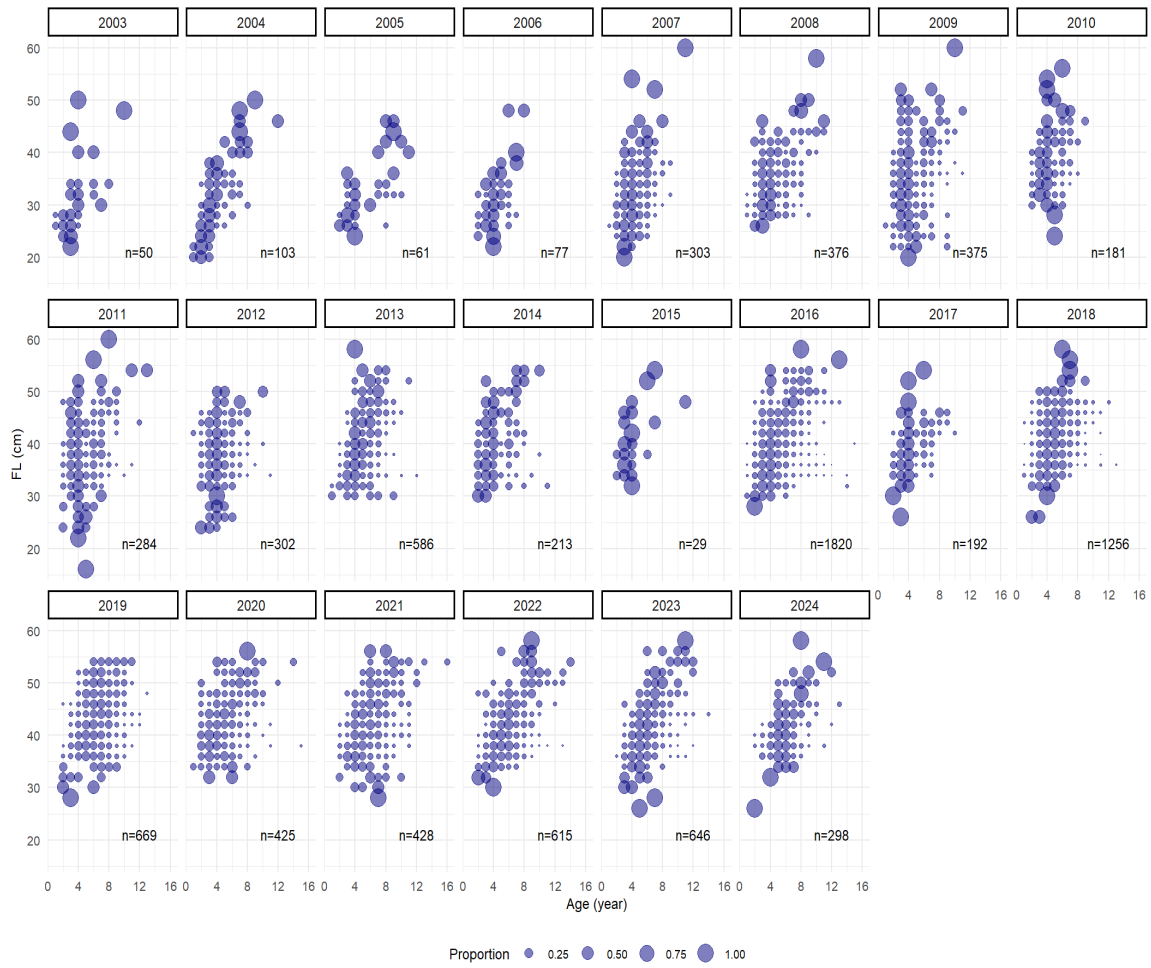 2003 2004 2005 2006 2007 2008 2009 2010
60
50
40
30
20
n=50 n=103 n=61 n=77 n=303 n=376 n=375 n=181
2011 2012 2013 2014 2015 2016 2017 2018
60
50
40
30
20
FL (cm)
n=284 n=302 n=586 n=213 n=29 n=1820 n=192 n=1256
0 4 8 12 16 0 4 8 12 16
2019 2020 2021 2022 2023 2024
60
50
40
30
20
n=669 n=425 n=428 n=615 n=646 n=298
0 4 8 12 16 0 4 8 12 16 0 4 8 12 16 0 4 8 12 16 0 4 8 12 16 0 4 8 12 16
Age (year)
Proportion 0.25 0.50 0.75 1.00